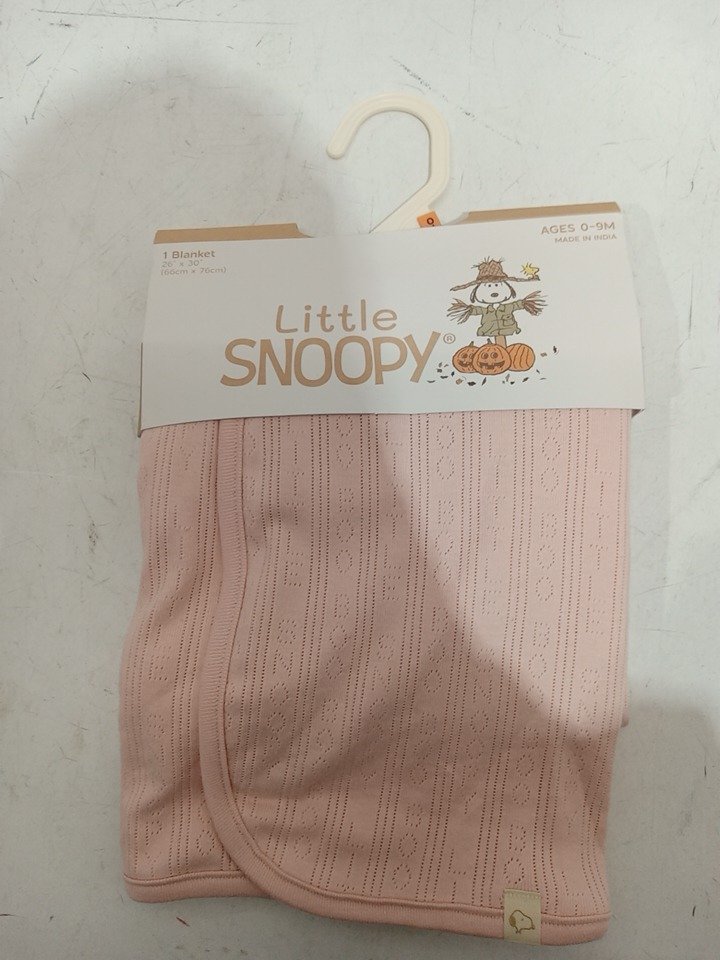 AGES 0-9M
MADE IN INDIA
1 Blanket
26" x 30"
(66cm x 76cm)
Little
SNOOPY®